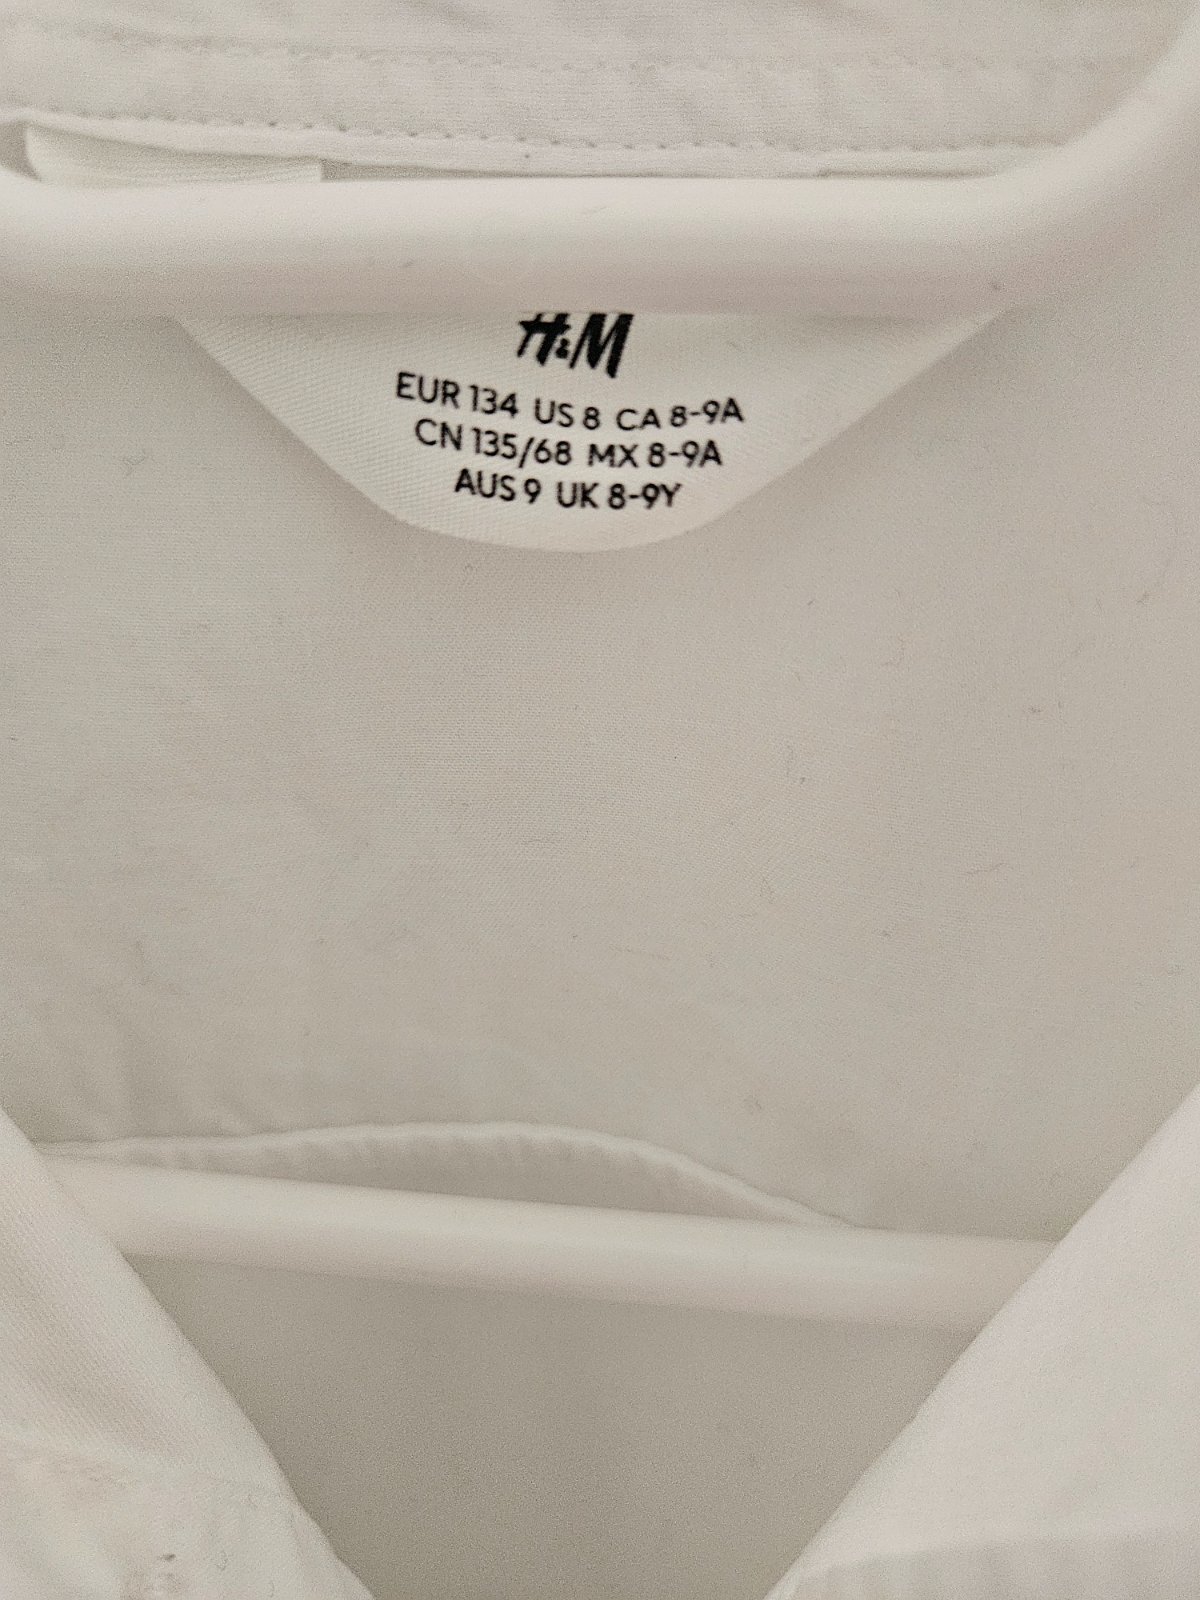 H&M
EUR 134 US 8 CA 8-9A
CN 135/68 MX 8-9A
AUS 9 UK 8-9Y